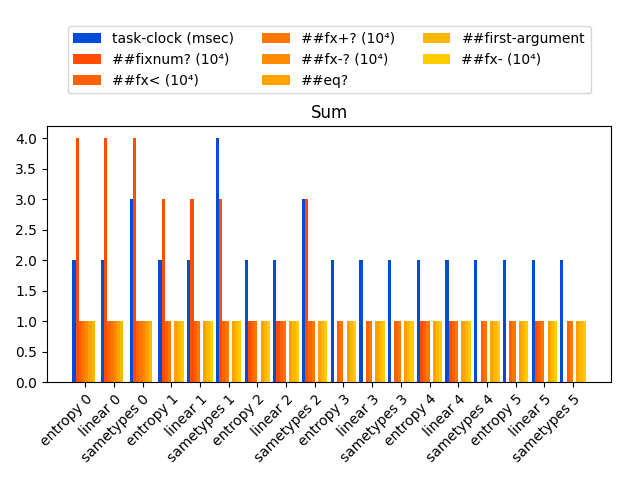 task-clock (msec)
##fx+? (10⁴)
##first-argument
##fixnum? (10⁴)
##fx-? (10⁴)
##fx- (10⁴)
##fx< (10⁴)
##eq?
Sum
4.0
3.5
3.0
2.5
2.0
1.5
1.0
0.5
0.0
entropy 0
linear 0
sametypes 0
entropy 1
linear 1
sametypes 1
entropy 2
linear 2
sametypes 2
entropy 3
linear 3
sametypes 3
entropy 4
linear 4
sametypes 4
entropy 5
linear 5
sametypes 5